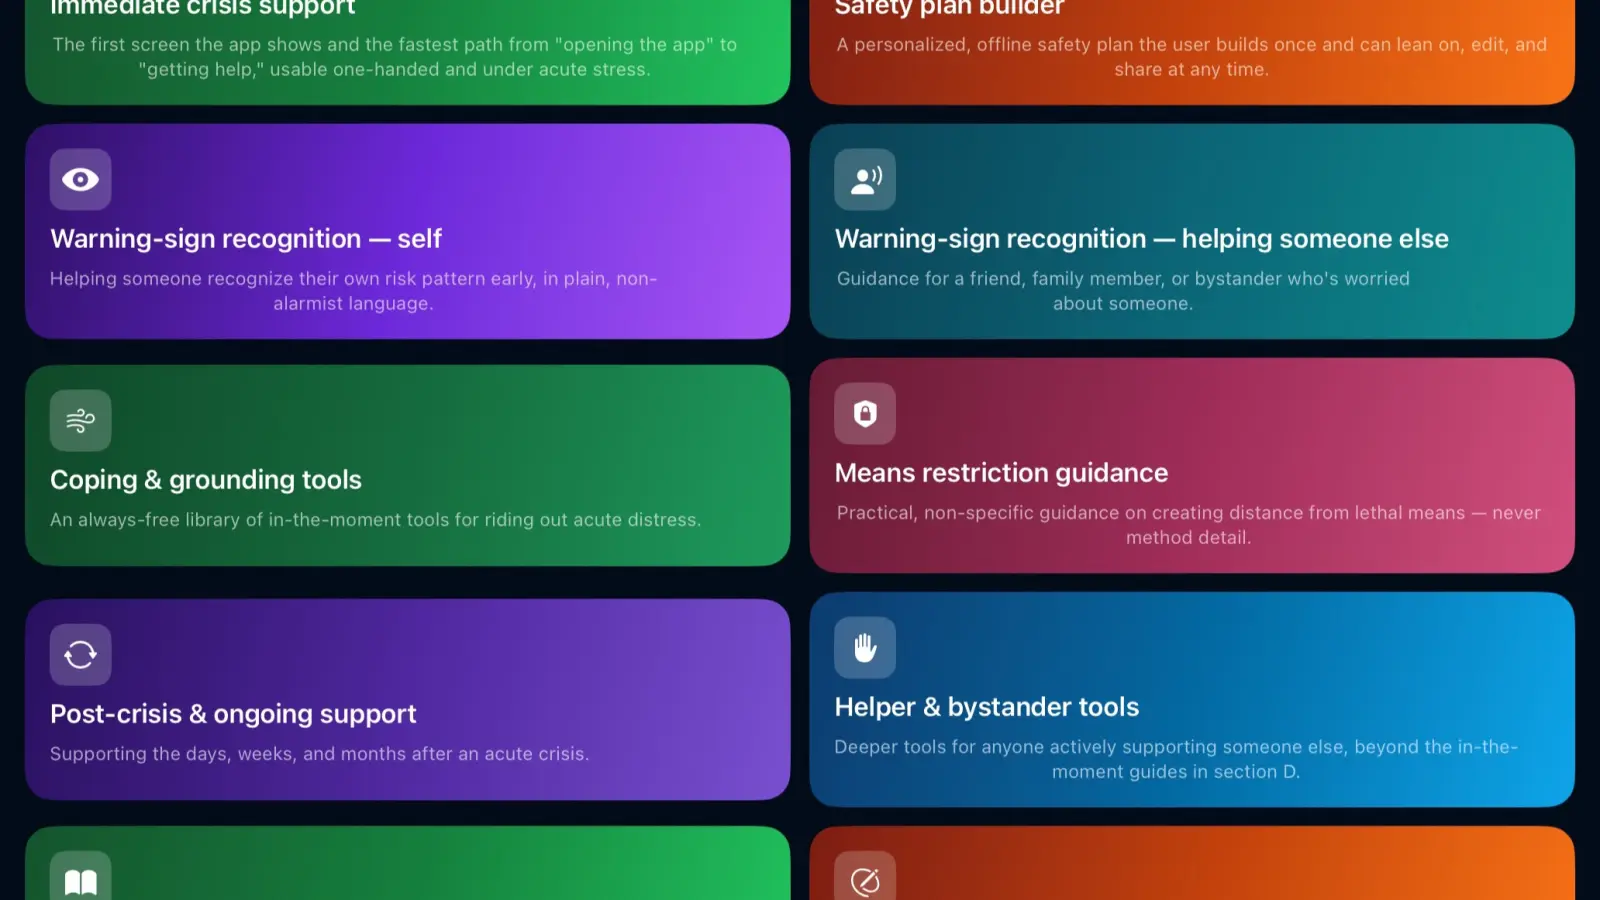 Immediate crisis support
The first screen the app shows and the fastest path from "opening the app" to
"getting help," usable one-handed and under acute stress.
Safety plan builder
A personalized, offline safety plan the user builds once and can lean on, edit, and
share at any time.
Warning-sign recognition — self
Helping someone recognize their own risk pattern early, in plain, non-
alarmist language.
Warning-sign recognition — helping someone else
Guidance for a friend, family member, or bystander who's worried
about someone.
Coping & grounding tools
An always-free library of in-the-moment tools for riding out acute distress.
Means restriction guidance
Practical, non-specific guidance on creating distance from lethal means — never
method detail.
Post-crisis & ongoing support
Supporting the days, weeks, and months after an acute crisis.
Helper & bystander tools
Deeper tools for anyone actively supporting someone else, beyond the in-the-
moment guides in section D.